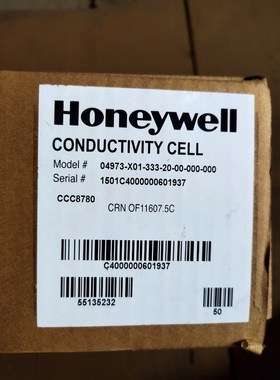 Honeywell
CONDUCTIVITY CELL
Model # 04973-X01-333-20-00-000-000
Serial # 1501C4000000601937
CCC8780
CRN OF11607.5C
C4000000601937
55135232
50